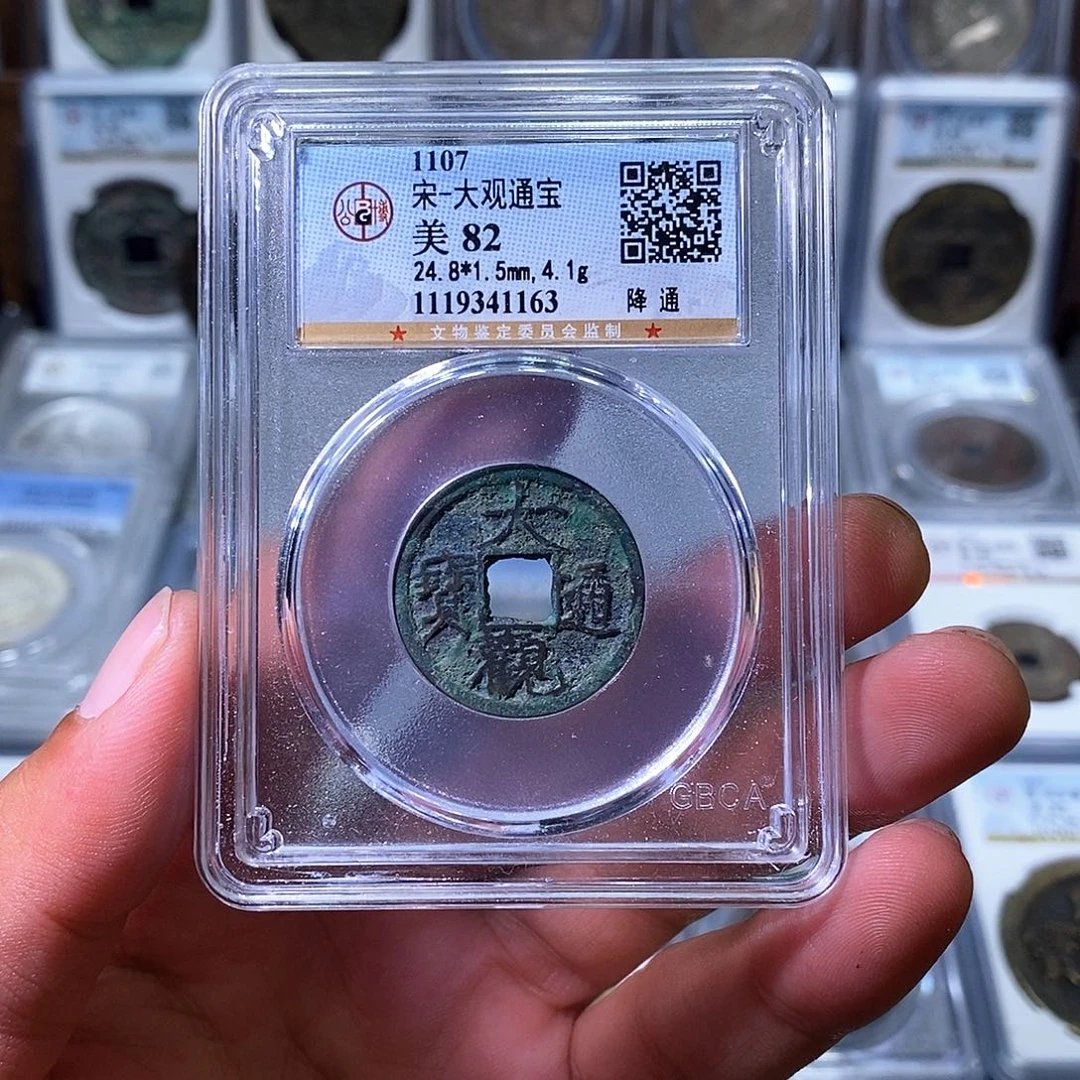 1107
宋-大观通宝
美 82
24.8*1.5mm,4.1g
1119341163 降 通
★ 文物鉴定委员会监制 ★
大
寶 通
觀
GBCA